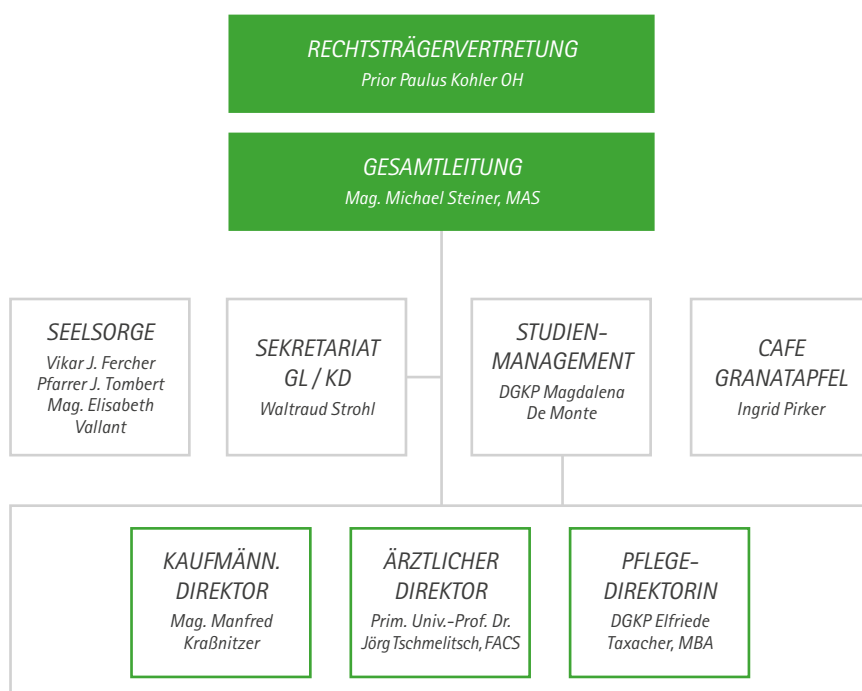 RECHTSTRÄGERVERTRETUNG
Prior Paulus Kohler OH
GESAMTLEITUNG
Mag. Michael Steiner, MAS
SEELSORGE
Vikar J. Fercher
Pfarrer J. Tombert
Mag. Elisabeth
Vallant
SEKRETARIAT
GL / KD
Waltraud Strohl
STUDIEN-
MANAGEMENT
DGKP Magdalena
De Monte
CAFE
GRANATAPFEL
Ingrid Pirker
KAUFMÄNN.
DIREKTOR
Mag. Manfred
Kraßnitzer
ÄRZTLICHER
DIREKTOR
Prim. Univ.-Prof. Dr.
Jörg Tschmelitsch, FACS
PFLEGE-
DIREKTORIN
DGKP Elfriede
Taxacher, MBA